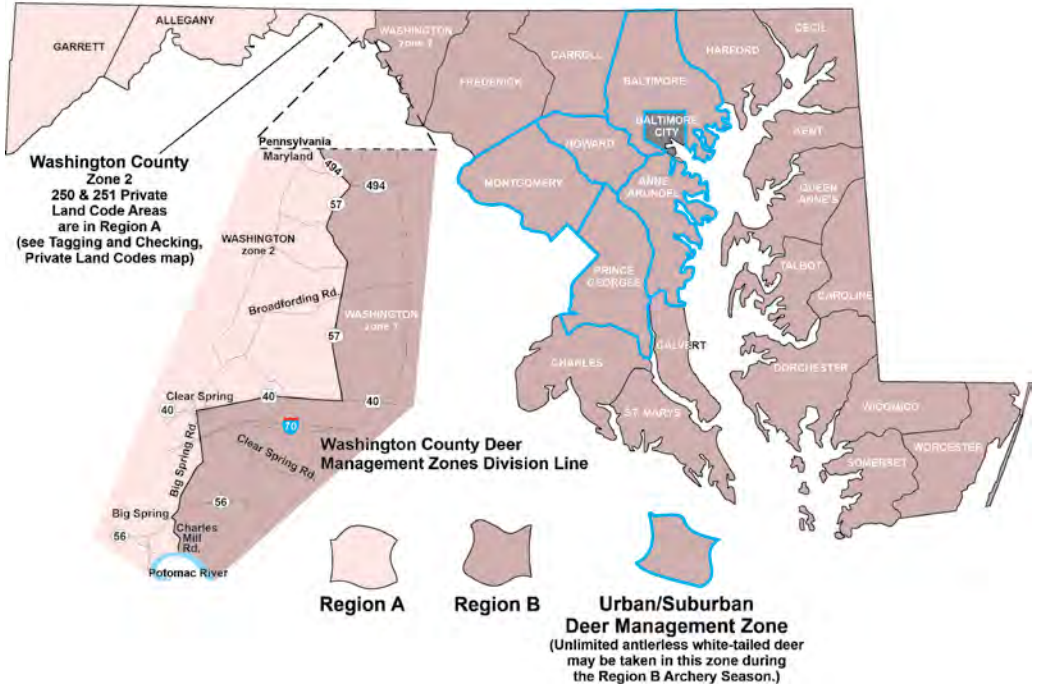 GARRETT
ALLEGANY
WASHINGTON
zone 1
FREDERICK
CARROLL
BALTIMORE
HARFORD
CECIL
BALTIMORE
CITY
KENT
HOWARD
MONTGOMERY
ANNE
ARUNDEL
QUEEN
ANNE'S
PRINCE
GEORGES
TALBOT
CAROLINE
CALVERT
CHARLES
DORCHESTER
ST MARYS
WICOMICO
WORCESTER
SOMERSET
Washington County
Zone 2
250 & 251 Private
Land Code Areas
are in Region A
(see Tagging and Checking,
Private Land Codes map)
Pennsylvania
Maryland
494
494
57
WASHINGTON
zone 2
Broadfording Rd.
WASHINGTON
zone 1
57
Clear Spring
40
40
40
70
Big Spring Rd.
Clear Spring Rd.
56
Big Spring
56
Charles
Mill
Rd.
Potomac River
Washington County Deer
Management Zones Division Line
Region A
Region B
Urban/Suburban
Deer Management Zone
(Unlimited antlerless white-tailed deer
may be taken in this zone during
the Region B Archery Season.)